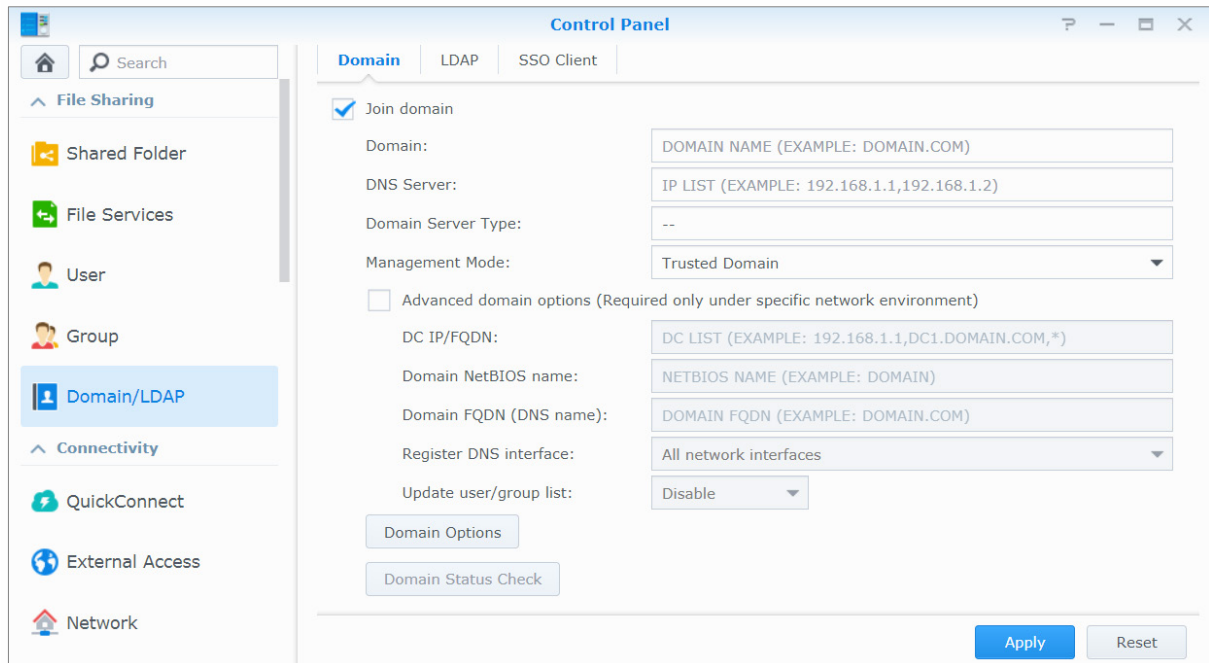 Control Panel
Search
File Sharing
Shared Folder
File Services
User
Group
Domain/LDAP
Connectivity
QuickConnect
External Access
Network
Domain LDAP SSO Client
Join domain
Domain: DOMAIN NAME (EXAMPLE: DOMAIN.COM)
DNS Server: IP LIST (EXAMPLE: 192.168.1.1,192.168.1.2)
Domain Server Type: --
Management Mode: Trusted Domain
Advanced domain options (Required only under specific network environment)
DC IP/FQDN: DC LIST (EXAMPLE: 192.168.1.1,DC1.DOMAIN.COM,*)
Domain NetBIOS name: NETBIOS NAME (EXAMPLE: DOMAIN)
Domain FQDN (DNS name): DOMAIN FQDN (EXAMPLE: DOMAIN.COM)
Register DNS interface: All network interfaces
Update user/group list: Disable
Domain Options
Domain Status Check
Apply Reset